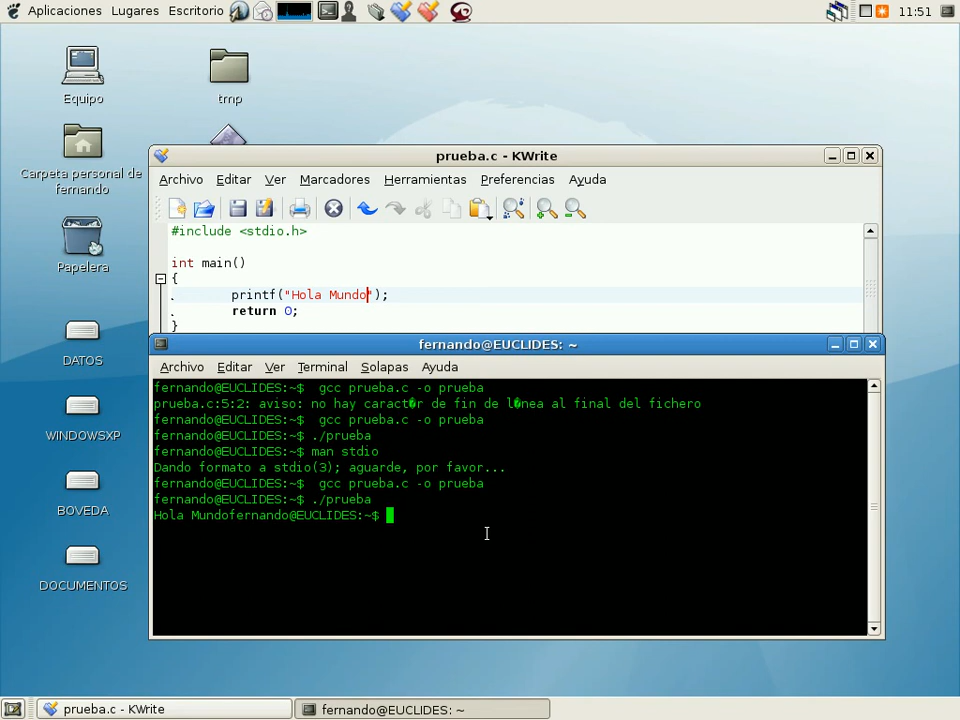 Aplicaciones Lugares Escritorio 11:51
Equipo
tmp
Carpeta personal de
fernando
Papelera
DATOS
WINDOWSXP
BOVEDA
DOCUMENTOS
prueba.c - KWrite
Archivo Editar Ver Marcadores Herramientas Preferencias Ayuda
#include <stdio.h>
int main()
{
printf("Hola Mundo");
return 0;
}
fernando@EUCLIDES: ~
Archivo Editar Ver Terminal Solapas Ayuda
fernando@EUCLIDES:~$ gcc prueba.c -o prueba
prueba.c:5:2: aviso: no hay caract�r de fin de l�nea al final del fichero
fernando@EUCLIDES:~$ gcc prueba.c -o prueba
fernando@EUCLIDES:~$ ./prueba
fernando@EUCLIDES:~$ man stdio
Dando formato a stdio(3); aguarde, por favor...
fernando@EUCLIDES:~$ gcc prueba.c -o prueba
fernando@EUCLIDES:~$ ./prueba
Hola Mundofernando@EUCLIDES:~$
prueba.c - KWrite
fernando@EUCLIDES: ~